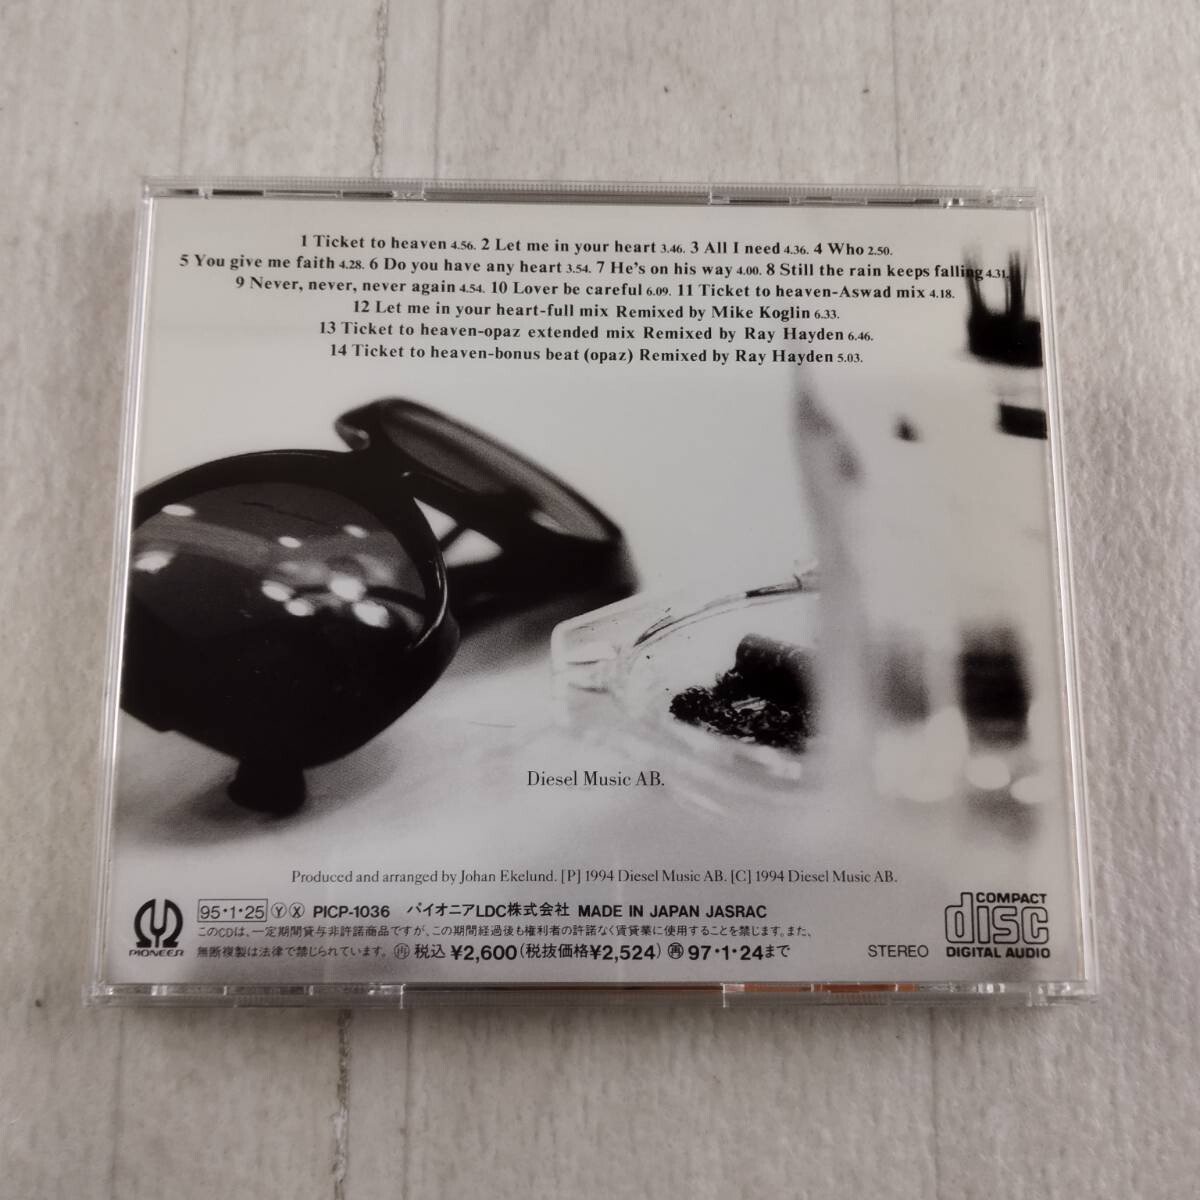 1 Ticket to heaven 4.56. 2 Let me in your heart 3.46. 3 All I need 4.36. 4 Who 2.50.
5 You give me faith 4.28. 6 Do you have any heart 3.54. 7 He's on his way 4.00. 8 Still the rain keeps falling 4.31.
9 Never, never, never again 4.54. 10 Lover be careful 6.09. 11 Ticket to heaven-Aswad mix 4.18.
12 Let me in your heart-full mix Remixed by Mike Koglin 6.33.
13 Ticket to heaven-opaz extended mix Remixed by Ray Hayden 6.46.
14 Ticket to heaven-bonus beat (opaz) Remixed by Ray Hayden 5.03.
Diesel Music AB.
Produced and arranged by Johan Ekelund. [P] 1994 Diesel Music AB. [C] 1994 Diesel Music AB.
PIONEER
95・1・25 Ⓨ Ⓧ PICP-1036 パイオニアLDC株式会社 MADE IN JAPAN JASRAC
このCDは、一定期間貸与非許諾商品ですが、この期間経過後も権利者の許諾なく賃貸業に使用することを禁じます。また、
無断複製は法律で禁じられています。 ㊞ 税込 ¥2,600(税抜価格¥2,524) 再 97・1・24まで
STEREO
COMPACT
disc
DIGITAL AUDIO